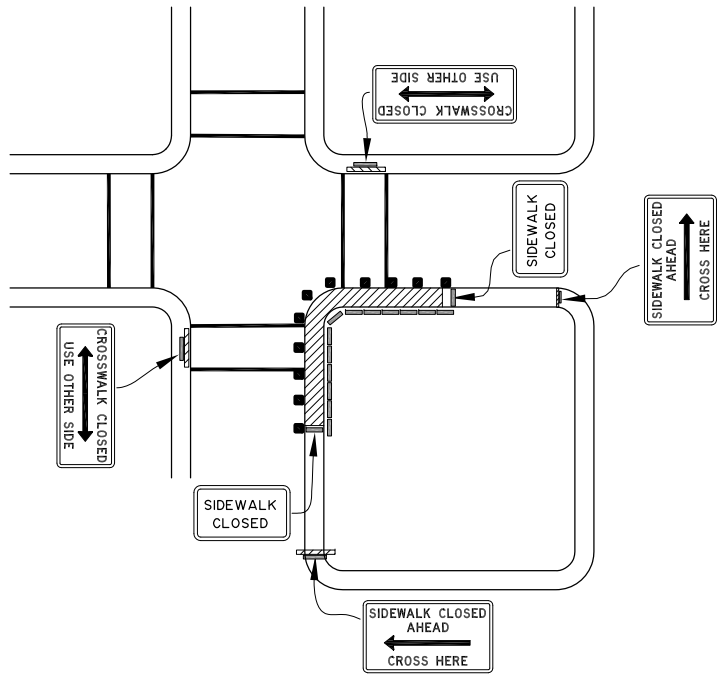 CROSSWALK CLOSED
USE OTHER SIDE
SIDEWALK
CLOSED
SIDEWALK CLOSED
AHEAD
CROSS HERE
CROSSWALK CLOSED
USE OTHER SIDE
SIDEWALK
CLOSED
SIDEWALK CLOSED
AHEAD
CROSS HERE